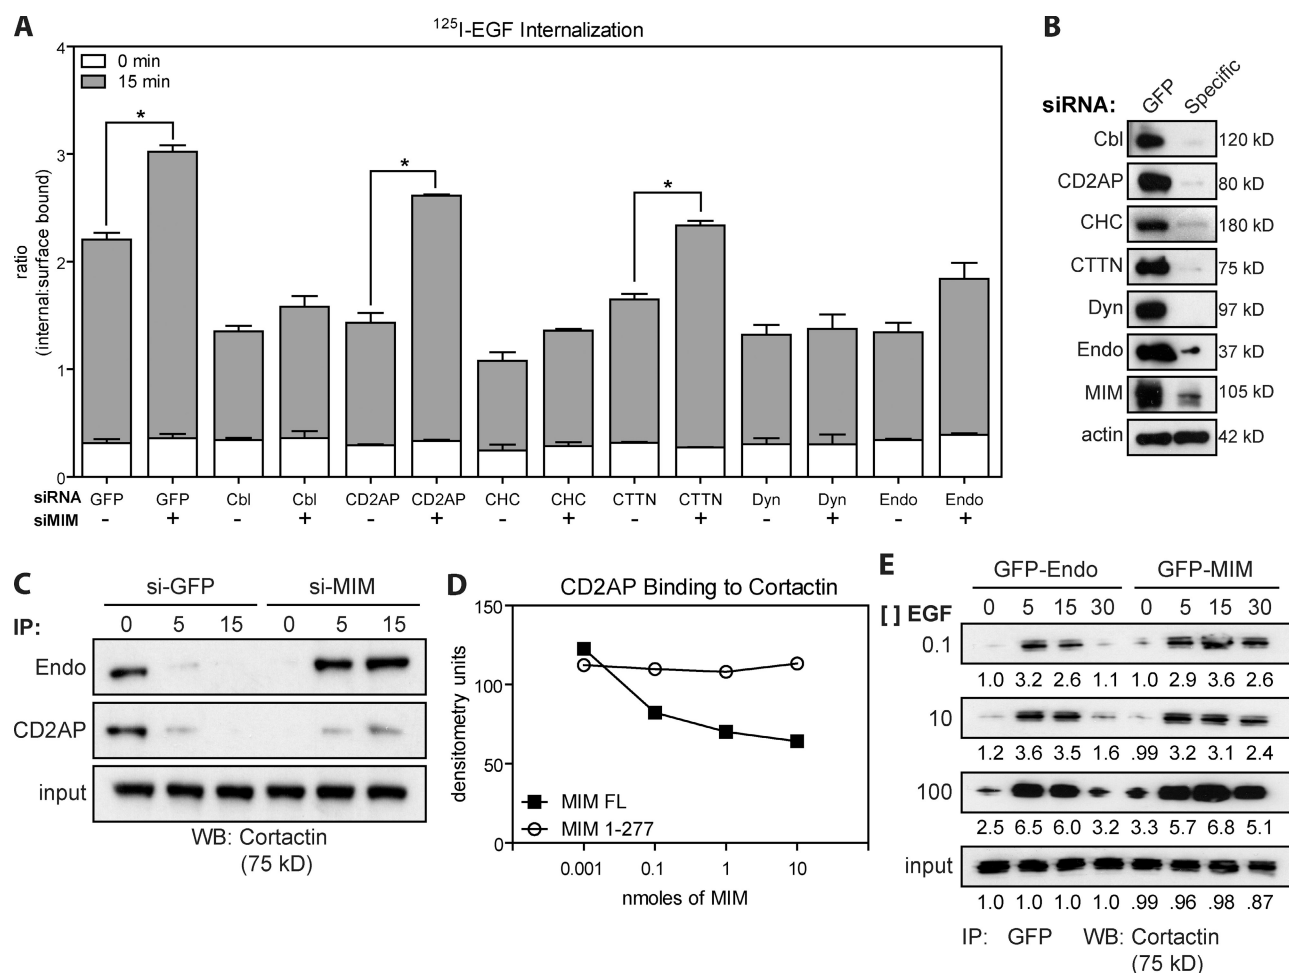 A
¹²⁵I-EGF Internalization
0 min
15 min
ratio
(internal:surface bound)
4
3
2
1
0
* * *
siRNA GFP GFP Cbl Cbl CD2AP CD2AP CHC CHC CTTN CTTN Dyn Dyn Endo Endo
siMIM - + - + - + - + - + - + - +
B
siRNA: GFP Specific
Cbl 120 kD
CD2AP 80 kD
CHC 180 kD
CTTN 75 kD
Dyn 97 kD
Endo 37 kD
MIM 105 kD
actin 42 kD
C
si-GFP si-MIM
IP: 0 5 15 0 5 15
Endo
CD2AP
input
WB: Cortactin
(75 kD)
D
CD2AP Binding to Cortactin
densitometry units
150
100
50
0
MIM FL
MIM 1-277
0.001 0.1 1 10
nmoles of MIM
E
GFP-Endo GFP-MIM
[ ] EGF 0 5 15 30 0 5 15 30
0.1
1.0 3.2 2.6 1.1 1.0 2.9 3.6 2.6
10
1.2 3.6 3.5 1.6 .99 3.2 3.1 2.4
100
2.5 6.5 6.0 3.2 3.3 5.7 6.8 5.1
input
1.0 1.0 1.0 1.0 .99 .96 .98 .87
IP: GFP WB: Cortactin
(75 kD)